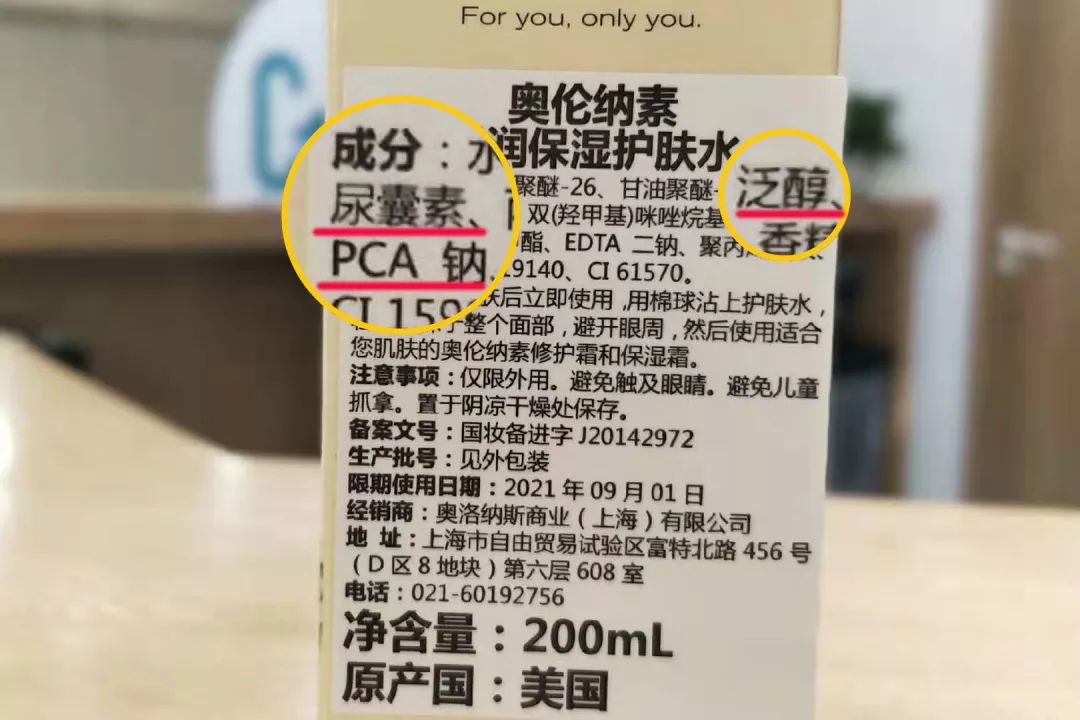 For you, only you.
奥伦纳素
润保湿护肤水
成分：水
尿囊素、
PCA 钠
CI 159
泛醇、
香精
聚醚-26、甘油聚醚-
双(羟甲基)咪唑烷基
酯、EDTA 二钠、聚丙
19140、CI 61570。
肤后立即使用，用棉球沾上护肤水，
于整个面部，避开眼周，然后使用适合
您肌肤的奥伦纳素修护霜和保湿霜。
注意事项：仅限外用。避免触及眼睛。避免儿童
抓拿。置于阴凉干燥处保存。
备案文号：国妆备进字 J20142972
生产批号：见外包装
限期使用日期：2021 年 09 月 01 日
经销商：奥洛纳斯商业（上海）有限公司
地 址：上海市自由贸易试验区富特北路 456 号
（D 区 8 地块）第六层 608 室
电话：021-60192756
净含量：200mL
原产国：美国